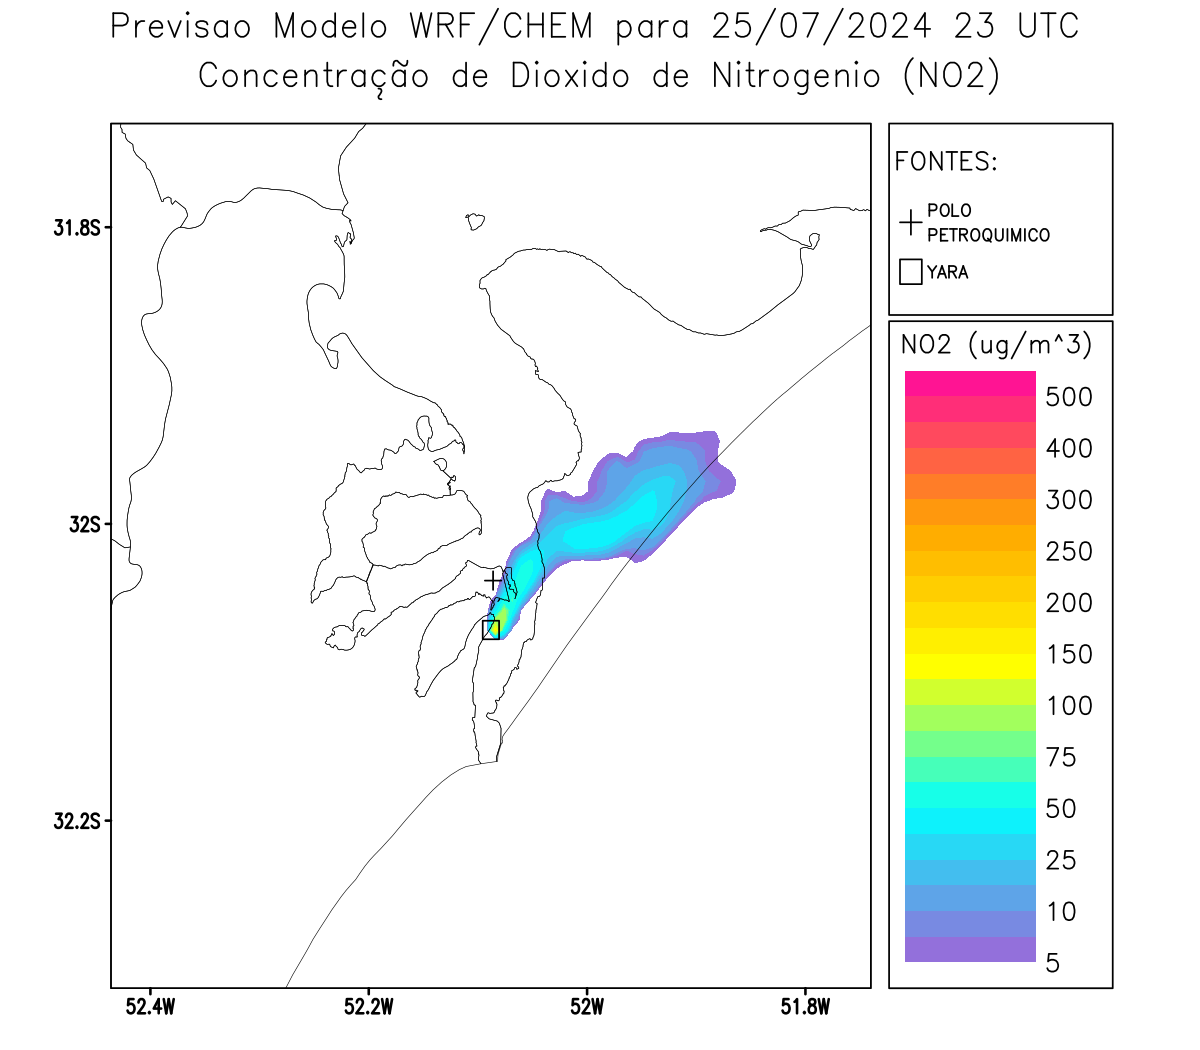 Previsao Modelo WRF/CHEM para 25/07/2024 23 UTC
Concentração de Dioxido de Nitrogenio (NO2)
FONTES:
POLO
PETROQUIMICO
YARA
31.8S
32S
32.2S
52.4W
52.2W
52W
51.8W
NO2 (ug/m^3)
500
400
300
250
200
150
100
75
50
25
10
5